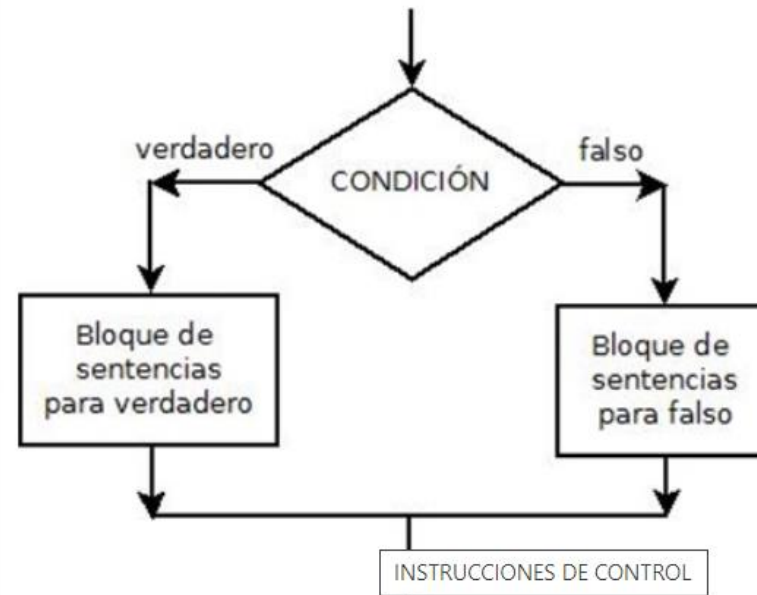 verdadero
falso
CONDICIÓN
Bloque de
sentencias
para verdadero
Bloque de
sentencias
para falso
INSTRUCCIONES DE CONTROL